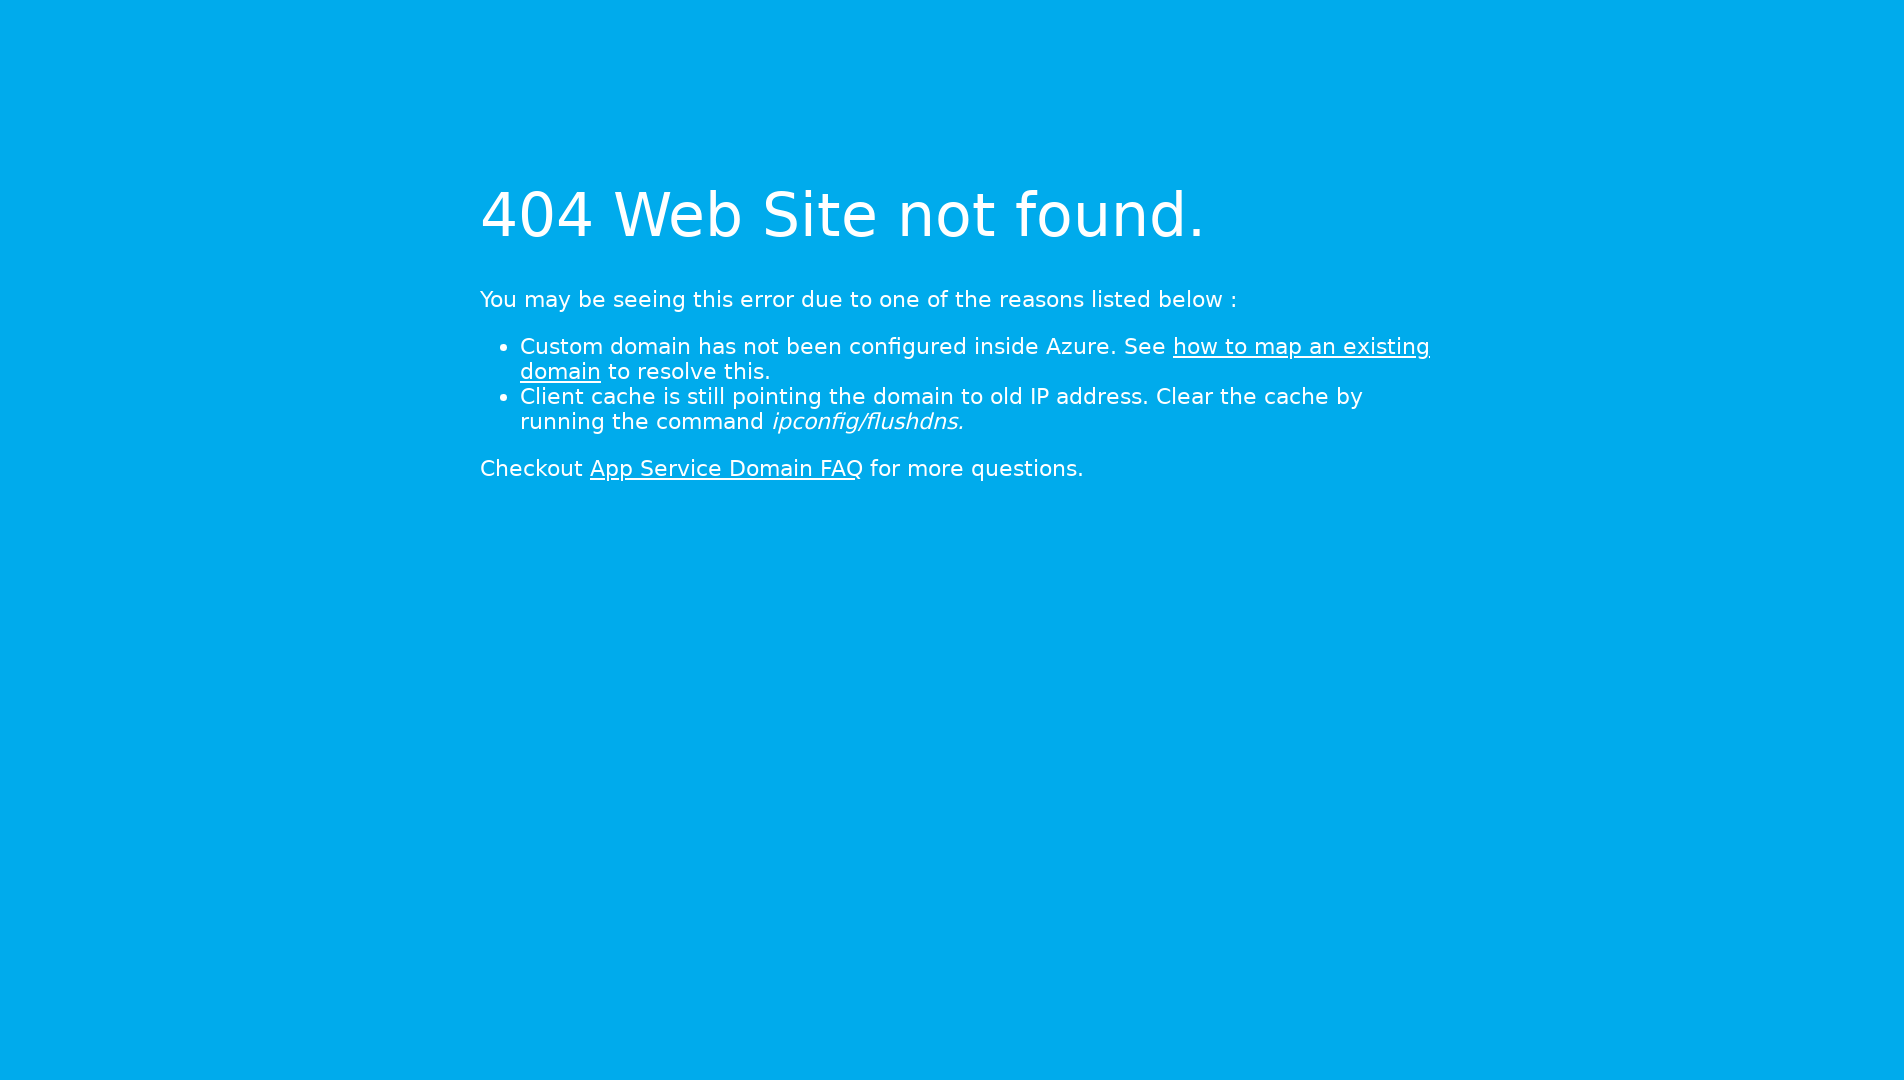 404 Web Site not found.
You may be seeing this error due to one of the reasons listed below :
• Custom domain has not been configured inside Azure. See how to map an existing
domain to resolve this.
• Client cache is still pointing the domain to old IP address. Clear the cache by
running the command ipconfig/flushdns.
Checkout App Service Domain FAQ for more questions.